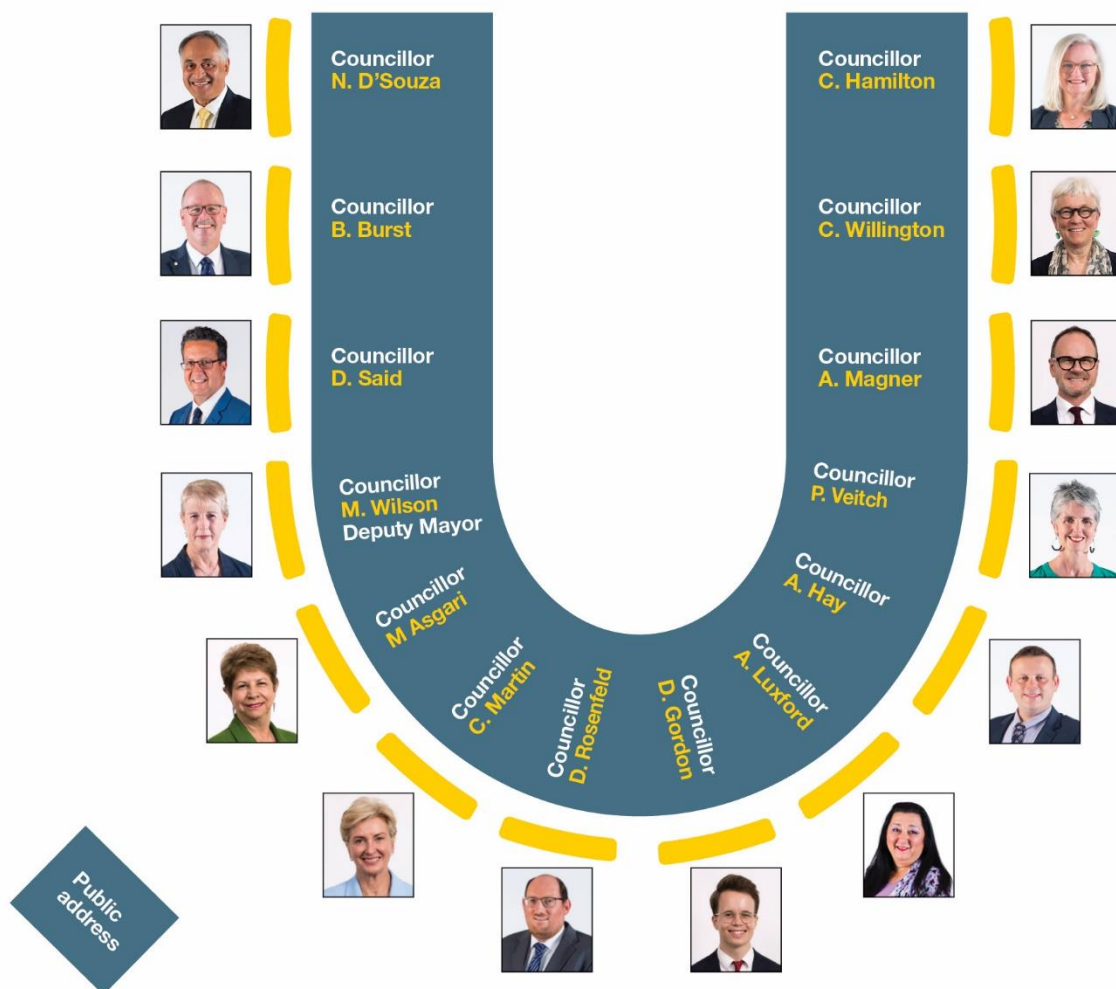 Councillor
N. D'Souza
Councillor
B. Burst
Councillor
D. Said
Councillor
M. Wilson
Deputy Mayor
Councillor
M Asgari
Councillor
C. Martin
Councillor
D. Rosenfeld
Councillor
D. Gordon
Councillor
A. Luxford
Councillor
A. Hay
Councillor
P. Veitch
Councillor
A. Magner
Councillor
C. Willington
Councillor
C. Hamilton
Public
address